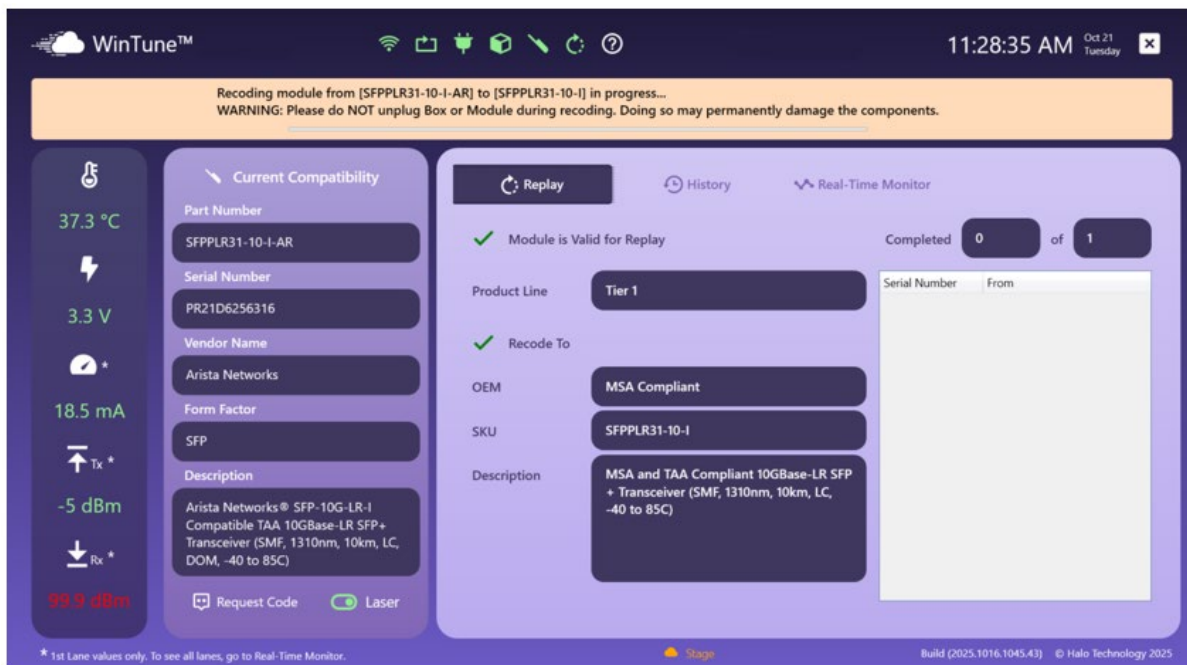 WinTune™
11:28:35 AM
Oct 21
Tuesday
Recoding module from [SFPPLR31-10-I-AR] to [SFPPLR31-10-I] in progress...
WARNING: Please do NOT unplug Box or Module during recoding. Doing so may permanently damage the components.
37.3 °C
3.3 V
*
18.5 mA
Tx *
-5 dBm
Rx *
99.9 dBm
Current Compatibility
Part Number
SFPPLR31-10-I-AR
Serial Number
PR21D6256316
Vendor Name
Arista Networks
Form Factor
SFP
Description
Arista Networks® SFP-10G-LR-I
Compatible TAA 10GBase-LR SFP+
Transceiver (SMF, 1310nm, 10km, LC,
DOM, -40 to 85C)
Request Code
Laser
Replay
History
Real-Time Monitor
Module is Valid for Replay
Completed 0 of 1
Product Line
Tier 1
Recode To
OEM
MSA Compliant
SKU
SFPPLR31-10-I
Description
MSA and TAA Compliant 10GBase-LR SFP
+ Transceiver (SMF, 1310nm, 10km, LC,
-40 to 85C)
Serial Number From
* 1st Lane values only. To see all lanes, go to Real-Time Monitor.
Stage
Build (2025.1016.1045.43) © Halo Technology 2025